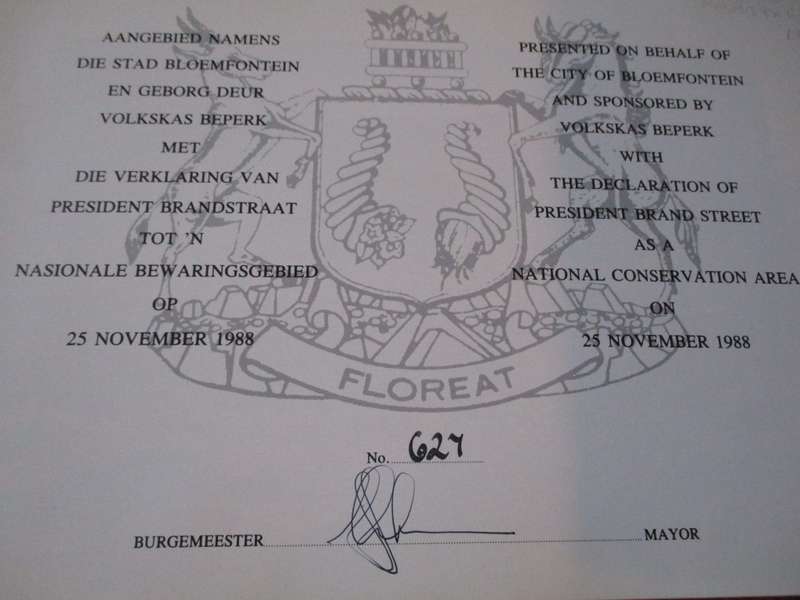 AANGEBIED NAMENS
DIE STAD BLOEMFONTEIN
EN GEBORG DEUR
VOLKSKAS BEPERK
MET
DIE VERKLARING VAN
PRESIDENT BRANDSTRAAT
TOT 'N
NASIONALE BEWARINGSGEBIED
OP
25 NOVEMBER 1988
PRESENTED ON BEHALF OF
THE CITY OF BLOEMFONTEIN
AND SPONSORED BY
VOLKSKAS BEPERK
WITH
THE DECLARATION OF
PRESIDENT BRAND STREET
AS A
NATIONAL CONSERVATION AREA
ON
25 NOVEMBER 1988
FLOREAT
No. 627
BURGEMEESTER MAYOR